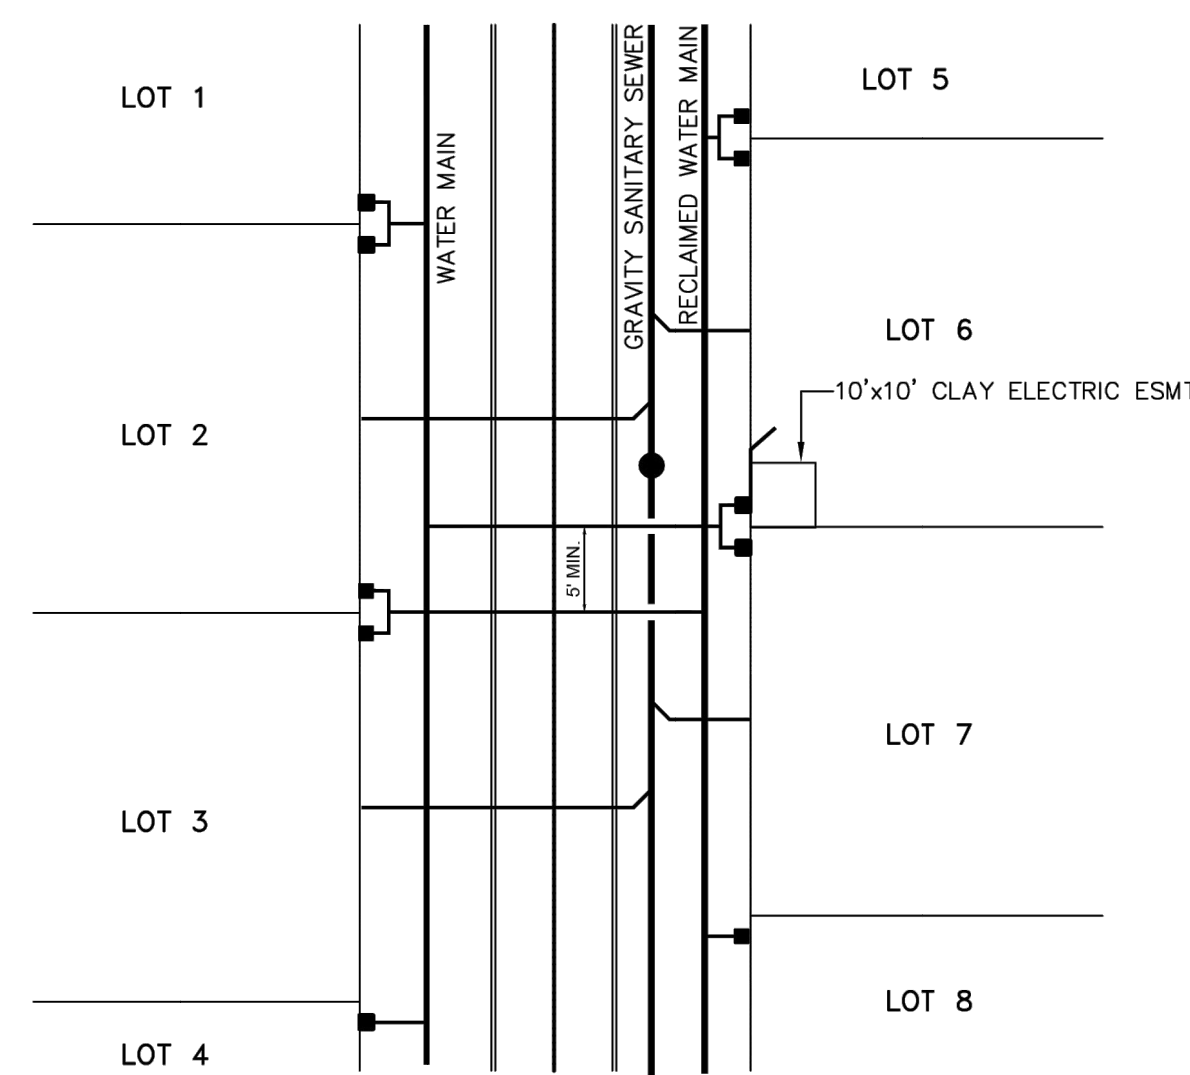 LOT 1
LOT 5
WATER MAIN
GRAVITY SANITARY SEWER
RECLAIMED WATER MAIN
LOT 6
10'x10' CLAY ELECTRIC ESMT
LOT 2
5' MIN.
LOT 7
LOT 3
LOT 8
LOT 4